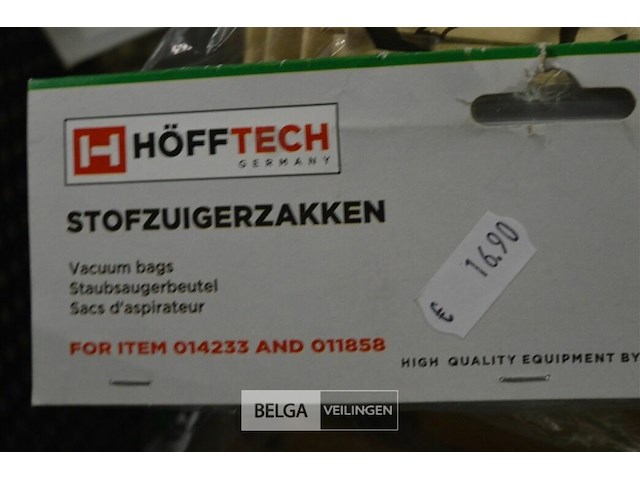 H HÖFFTECH
GERMANY
STOFZUIGERZAKKEN
Vacuum bags
Staubsaugerbeutel
Sacs d'aspirateur
FOR ITEM 014233 AND 011858
€ 16.90
HIGH QUALITY EQUIPMENT BY
BELGA VEILINGEN